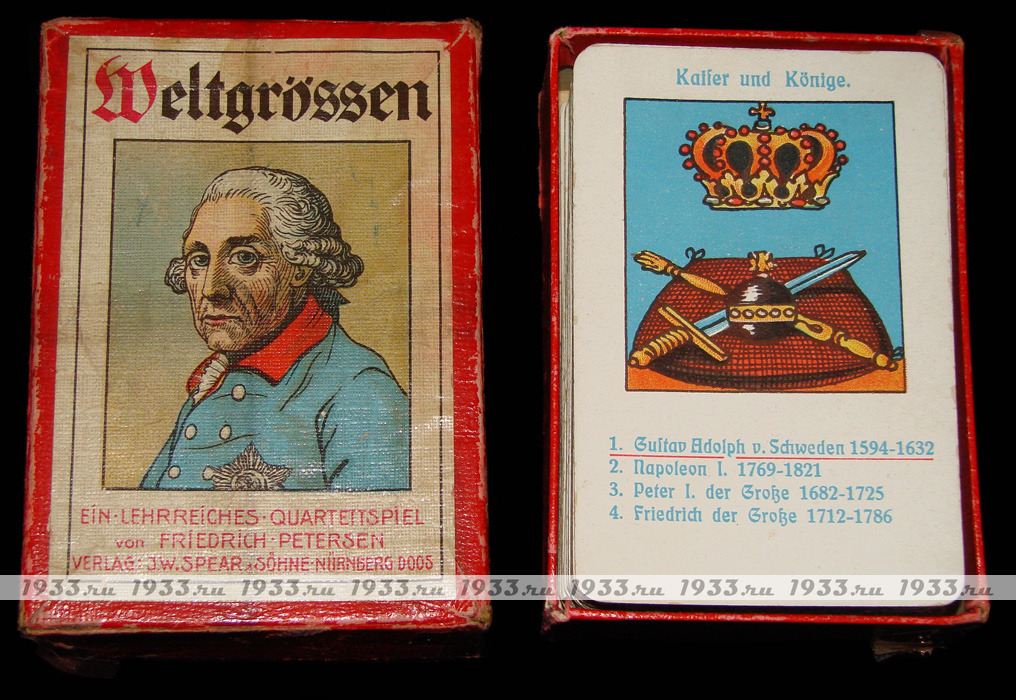 Weltgrössen
EIN·LEHRREICHES·QUARTETTSPIEL
von FRIEDRICH·PETERSEN
VERLAG: J.W. SPEAR & SÖHNE·NÜRNBERG, DOOS
Kaiser und Könige.
1. Gustav Adolph v. Schweden 1594-1632
2. Napoleon I. 1769-1821
3. Peter I. der Große 1682-1725
4. Friedrich der Große 1712-1786
1933.ru 1933.ru 1933.ru 1933.ru 1933.ru 1933.ru 1933.ru 1933.ru 1933.ru